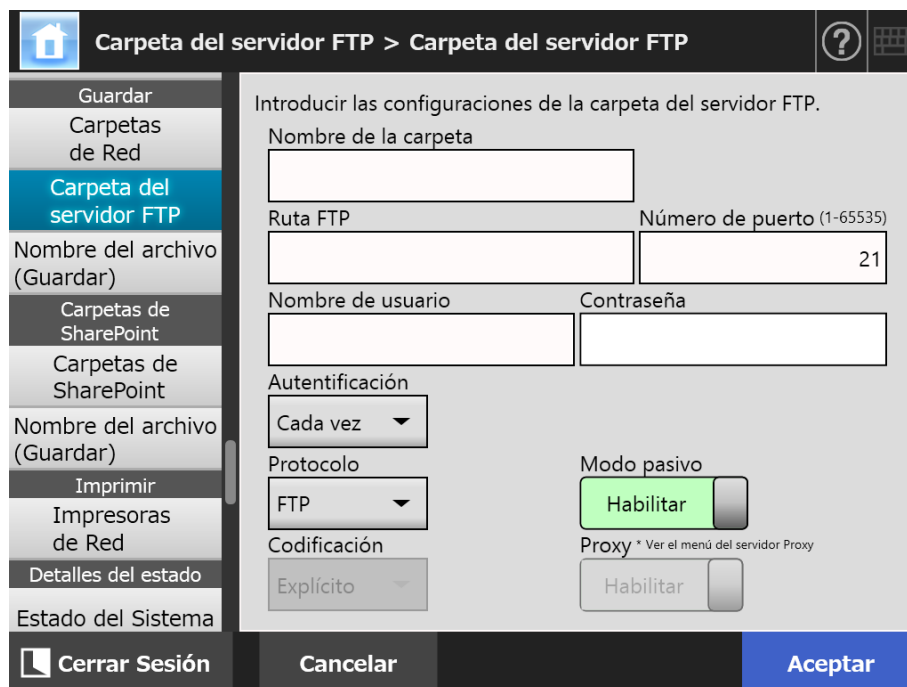 Carpeta del servidor FTP > Carpeta del servidor FTP
?
Guardar
Carpetas
de Red
Carpeta del
servidor FTP
Nombre del archivo
(Guardar)
Carpetas de
SharePoint
Carpetas de
SharePoint
Nombre del archivo
(Guardar)
Imprimir
Impresoras
de Red
Detalles del estado
Estado del Sistema
Introducir las configuraciones de la carpeta del servidor FTP.
Nombre de la carpeta
Ruta FTP
Número de puerto (1-65535)
21
Nombre de usuario
Contraseña
Autentificación
Cada vez
Protocolo
Modo pasivo
FTP
Habilitar
Codificación
Proxy * Ver el menú del servidor Proxy
Explícito
Habilitar
Cerrar Sesión
Cancelar
Aceptar